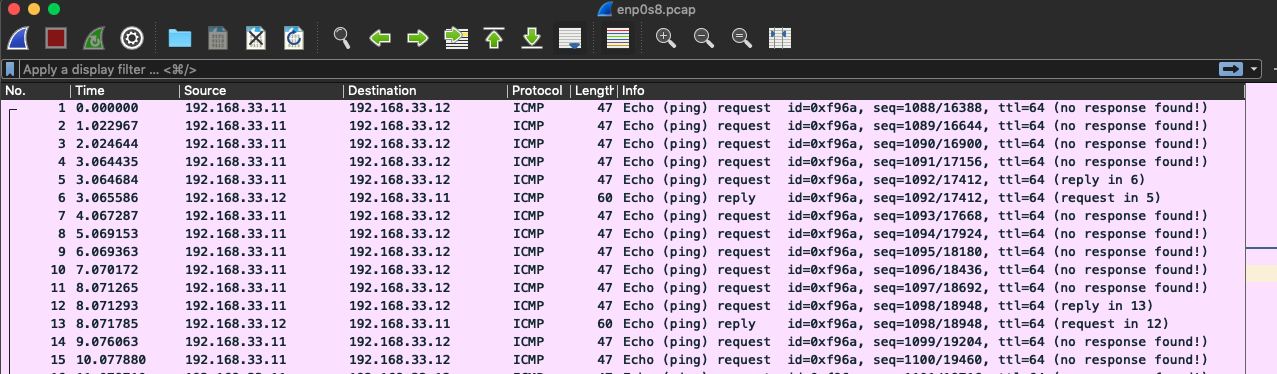 enp0s8.pcap
Apply a display filter ... <⌘/>
No. Time Source Destination Protocol Length Info
1 0.000000 192.168.33.11 192.168.33.12 ICMP 47 Echo (ping) request id=0xf96a, seq=1088/16388, ttl=64 (no response found!)
2 1.022967 192.168.33.11 192.168.33.12 ICMP 47 Echo (ping) request id=0xf96a, seq=1089/16644, ttl=64 (no response found!)
3 2.024644 192.168.33.11 192.168.33.12 ICMP 47 Echo (ping) request id=0xf96a, seq=1090/16900, ttl=64 (no response found!)
4 3.064435 192.168.33.11 192.168.33.12 ICMP 47 Echo (ping) request id=0xf96a, seq=1091/17156, ttl=64 (no response found!)
5 3.064684 192.168.33.11 192.168.33.12 ICMP 47 Echo (ping) request id=0xf96a, seq=1092/17412, ttl=64 (reply in 6)
6 3.065586 192.168.33.12 192.168.33.11 ICMP 60 Echo (ping) reply id=0xf96a, seq=1092/17412, ttl=64 (request in 5)
7 4.067287 192.168.33.11 192.168.33.12 ICMP 47 Echo (ping) request id=0xf96a, seq=1093/17668, ttl=64 (no response found!)
8 5.069153 192.168.33.11 192.168.33.12 ICMP 47 Echo (ping) request id=0xf96a, seq=1094/17924, ttl=64 (no response found!)
9 6.069363 192.168.33.11 192.168.33.12 ICMP 47 Echo (ping) request id=0xf96a, seq=1095/18180, ttl=64 (no response found!)
10 7.070172 192.168.33.11 192.168.33.12 ICMP 47 Echo (ping) request id=0xf96a, seq=1096/18436, ttl=64 (no response found!)
11 8.071265 192.168.33.11 192.168.33.12 ICMP 47 Echo (ping) request id=0xf96a, seq=1097/18692, ttl=64 (no response found!)
12 8.071293 192.168.33.11 192.168.33.12 ICMP 47 Echo (ping) request id=0xf96a, seq=1098/18948, ttl=64 (reply in 13)
13 8.071785 192.168.33.12 192.168.33.11 ICMP 60 Echo (ping) reply id=0xf96a, seq=1098/18948, ttl=64 (request in 12)
14 9.076063 192.168.33.11 192.168.33.12 ICMP 47 Echo (ping) request id=0xf96a, seq=1099/19204, ttl=64 (no response found!)
15 10.077880 192.168.33.11 192.168.33.12 ICMP 47 Echo (ping) request id=0xf96a, seq=1100/19460, ttl=64 (no response found!)